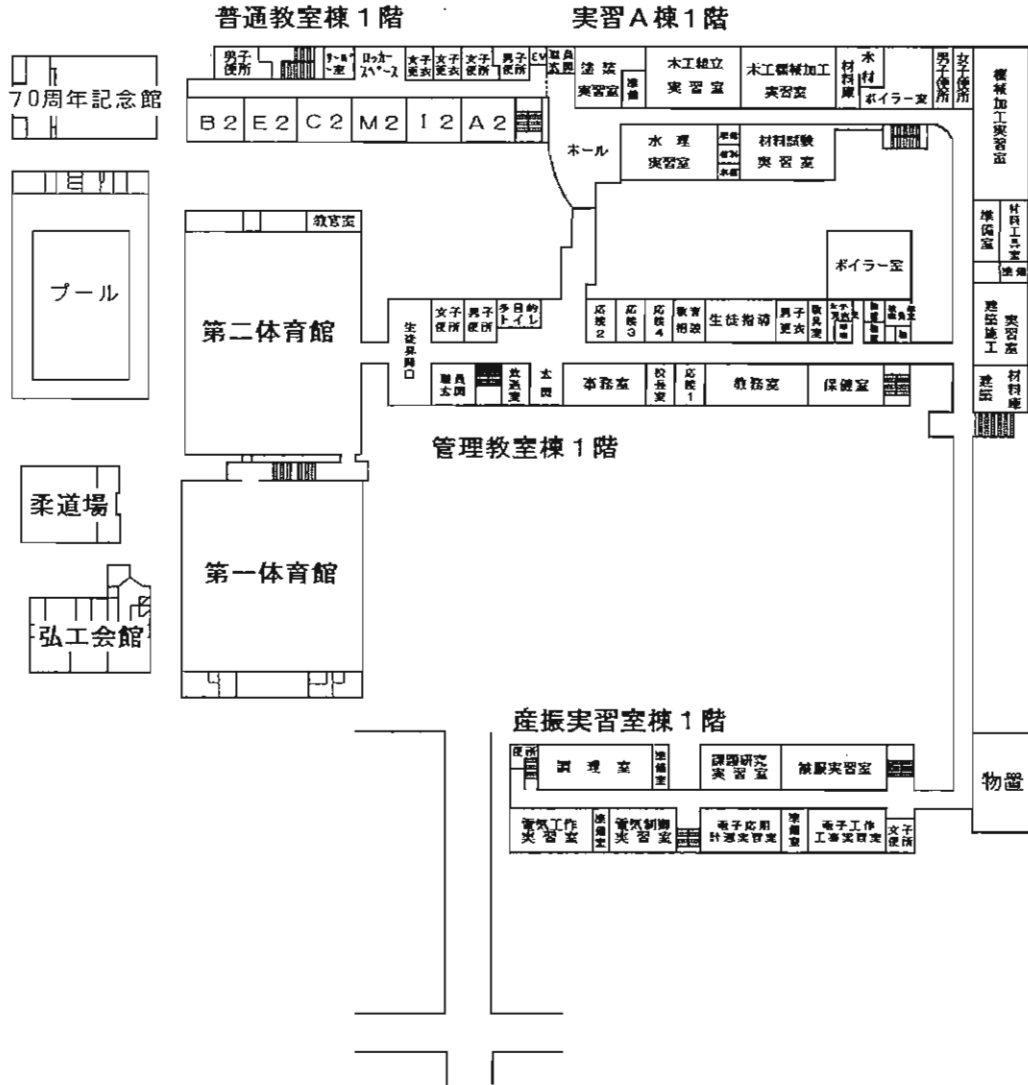 普通教室棟1階
実習A棟1階
男子
便所
ロッカー
スペース
女子
更衣
女子
更衣
女子
便所
男子
便所
EV
職員
玄関
塗装
実習室
準備
木工組立
実習室
木工機械加工
実習室
材料庫
ボイラー室
男子便所
女子便所
機械加工実習室
70周年記念館
B2
E2
C2
M2
I2
A2
ホール
水理
実習室
材料試験
実習室
準備室
材料工具室
準備
教官室
プール
第二体育館
ボイラー室
生徒昇降口
女子
便所
男子
便所
多目的
トイレ
応接
2
応接
3
応接
4
教育
相談
生徒指導
男子
更衣
建築施工
実習室
職員
玄関
放送室
玄関
事務室
校長室
応接
1
教務室
保健室
建築
材料庫
管理教室棟1階
柔道場
第一体育館
弘工会館
産振実習室棟1階
便所
調理室
準備室
課題研究
実習室
被服実習室
物置
電気工作
実習室
準備室
電気制御
実習室
電子応用
計測実習室
準備室
電子工作
工事実習室
女子
便所